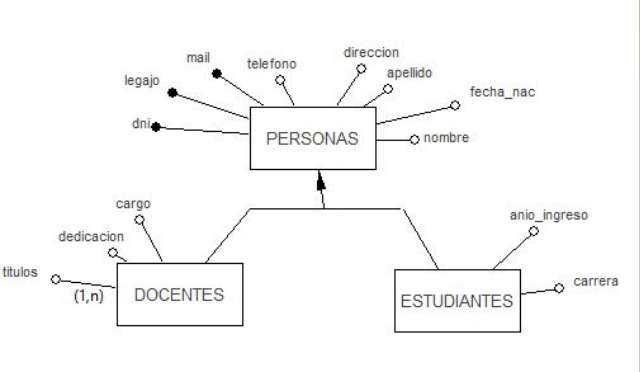 direccion
mail
telefono
apellido
legajo
fecha_nac
dni
PERSONAS
nombre
cargo
anio_ingreso
dedicacion
titulos
carrera
(1,n)
DOCENTES
ESTUDIANTES